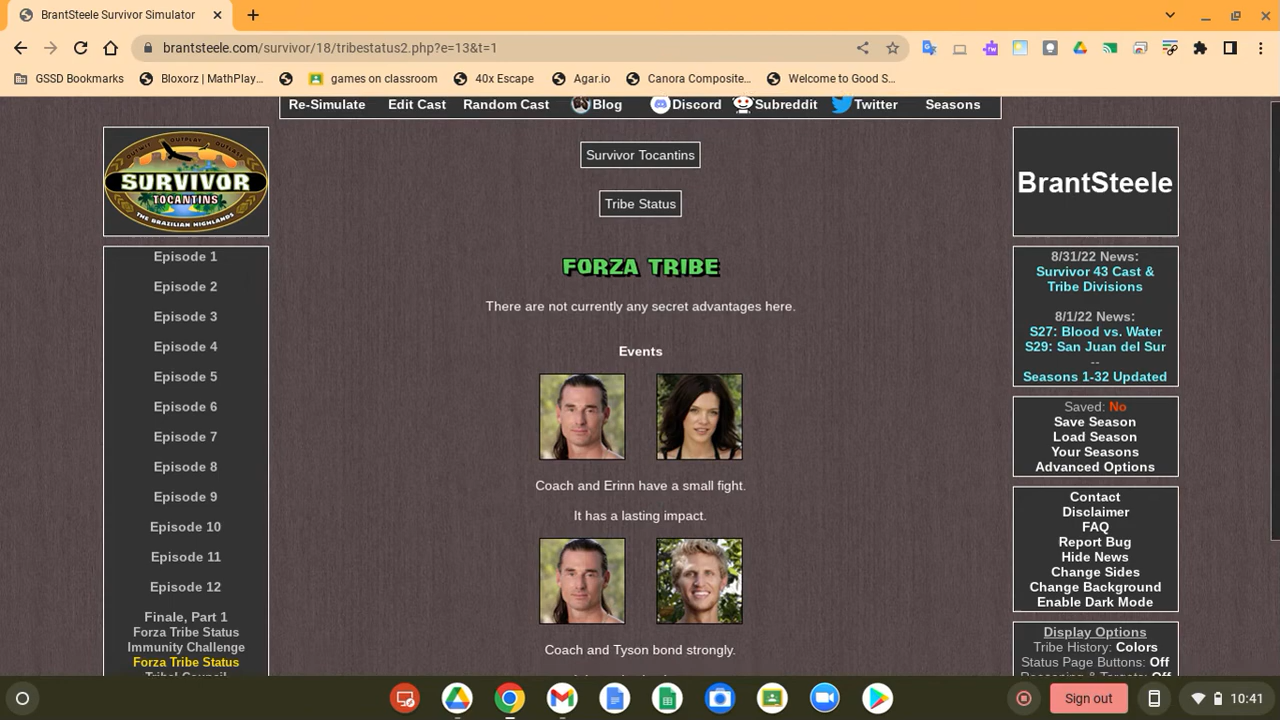 BrantSteele Survivor Simulator
brantsteele.com/survivor/18/tribestatus2.php?e=13&t=1
GSSD Bookmarks
Bloxorz | MathPlay...
games on classroom
40x Escape
Agar.io
Canora Composite...
Welcome to Good S...
Re-Simulate
Edit Cast
Random Cast
Blog
Discord
Subreddit
Twitter
Seasons
OUTWIT OUTPLAY OUTLAST
SURVIVOR
TOCANTINS
THE BRAZILIAN HIGHLANDS
Episode 1
Episode 2
Episode 3
Episode 4
Episode 5
Episode 6
Episode 7
Episode 8
Episode 9
Episode 10
Episode 11
Episode 12
Finale, Part 1
Forza Tribe Status
Immunity Challenge
Forza Tribe Status
Tribal Council
Survivor Tocantins
Tribe Status
FORZA TRIBE
There are not currently any secret advantages here.
Events
Coach and Erinn have a small fight.
It has a lasting impact.
Coach and Tyson bond strongly.
BrantSteele
8/31/22 News:
Survivor 43 Cast &
Tribe Divisions
8/1/22 News:
S27: Blood vs. Water
S29: San Juan del Sur
--
Seasons 1-32 Updated
Saved: No
Save Season
Load Season
Your Seasons
Advanced Options
Contact
Disclaimer
FAQ
Report Bug
Hide News
Change Sides
Change Background
Enable Dark Mode
Display Options
Tribe History: Colors
Status Page Buttons: Off
Reasoning & Targets: Off
Sign out
10:41